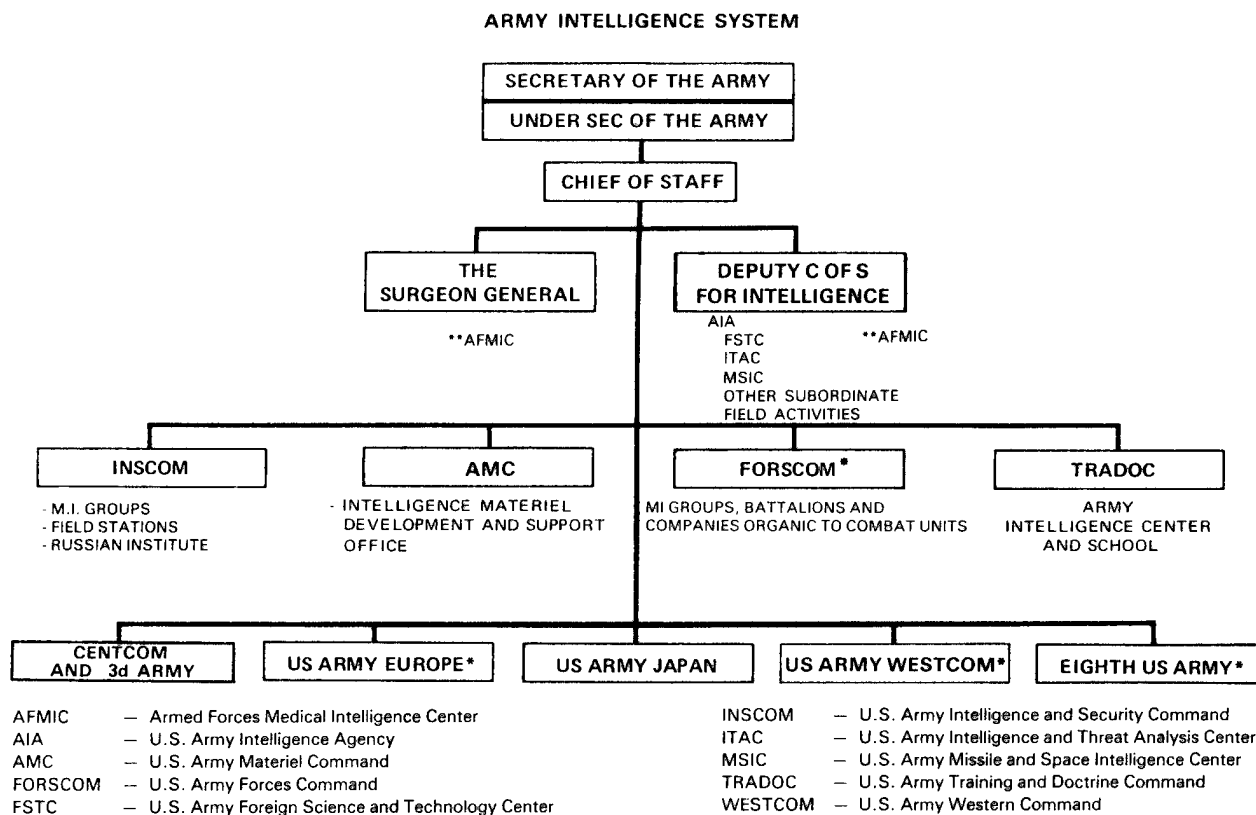 ARMY INTELLIGENCE SYSTEM
SECRETARY OF THE ARMY
UNDER SEC OF THE ARMY
CHIEF OF STAFF
THE
SURGEON GENERAL
**AFMIC
DEPUTY C OF S
FOR INTELLIGENCE
AIA
FSTC
ITAC
MSIC
OTHER SUBORDINATE
FIELD ACTIVITIES
**AFMIC
INSCOM
- M.I. GROUPS
- FIELD STATIONS
- RUSSIAN INSTITUTE
AMC
- INTELLIGENCE MATERIEL
DEVELOPMENT AND SUPPORT
OFFICE
FORSCOM*
MI GROUPS, BATTALIONS AND
COMPANIES ORGANIC TO COMBAT UNITS
TRADOC
ARMY
INTELLIGENCE CENTER
AND SCHOOL
CENTCOM
AND 3d ARMY
US ARMY EUROPE*
US ARMY JAPAN
US ARMY WESTCOM*
EIGHTH US ARMY*
AFMIC – Armed Forces Medical Intelligence Center
AIA – U.S. Army Intelligence Agency
AMC – U.S. Army Materiel Command
FORSCOM – U.S. Army Forces Command
FSTC – U.S. Army Foreign Science and Technology Center
INSCOM – U.S. Army Intelligence and Security Command
ITAC – U.S. Army Intelligence and Threat Analysis Center
MSIC – U.S. Army Missile and Space Intelligence Center
TRADOC – U.S. Army Training and Doctrine Command
WESTCOM – U.S. Army Western Command